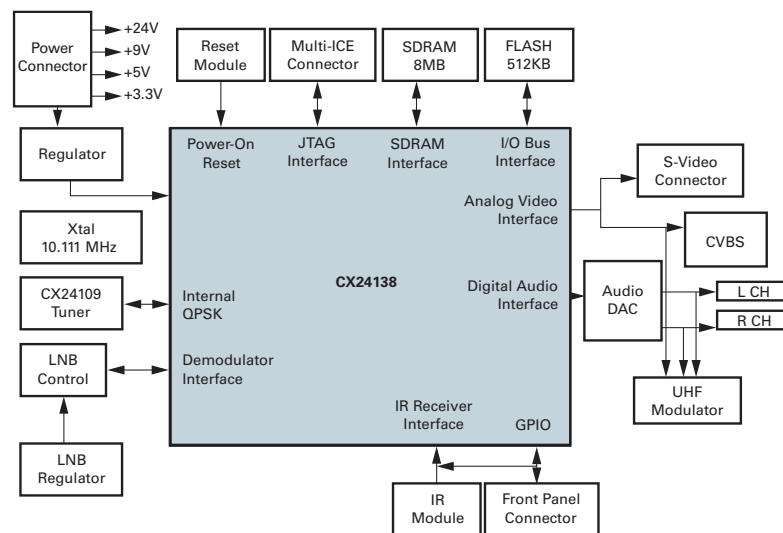 Power
Connector
+24V
+9V
+5V
+3.3V
Reset
Module
Multi-ICE
Connector
SDRAM
8MB
FLASH
512KB
Regulator
Power-On
Reset
JTAG
Interface
SDRAM
Interface
I/O Bus
Interface
S-Video
Connector
Analog Video
Interface
Xtal
10.111 MHz
CVBS
CX24138
CX24109
Tuner
Internal
QPSK
Digital Audio
Interface
Audio
DAC
L CH
R CH
LNB
Control
Demodulator
Interface
UHF
Modulator
IR Receiver
Interface
GPIO
LNB
Regulator
IR
Module
Front Panel
Connector